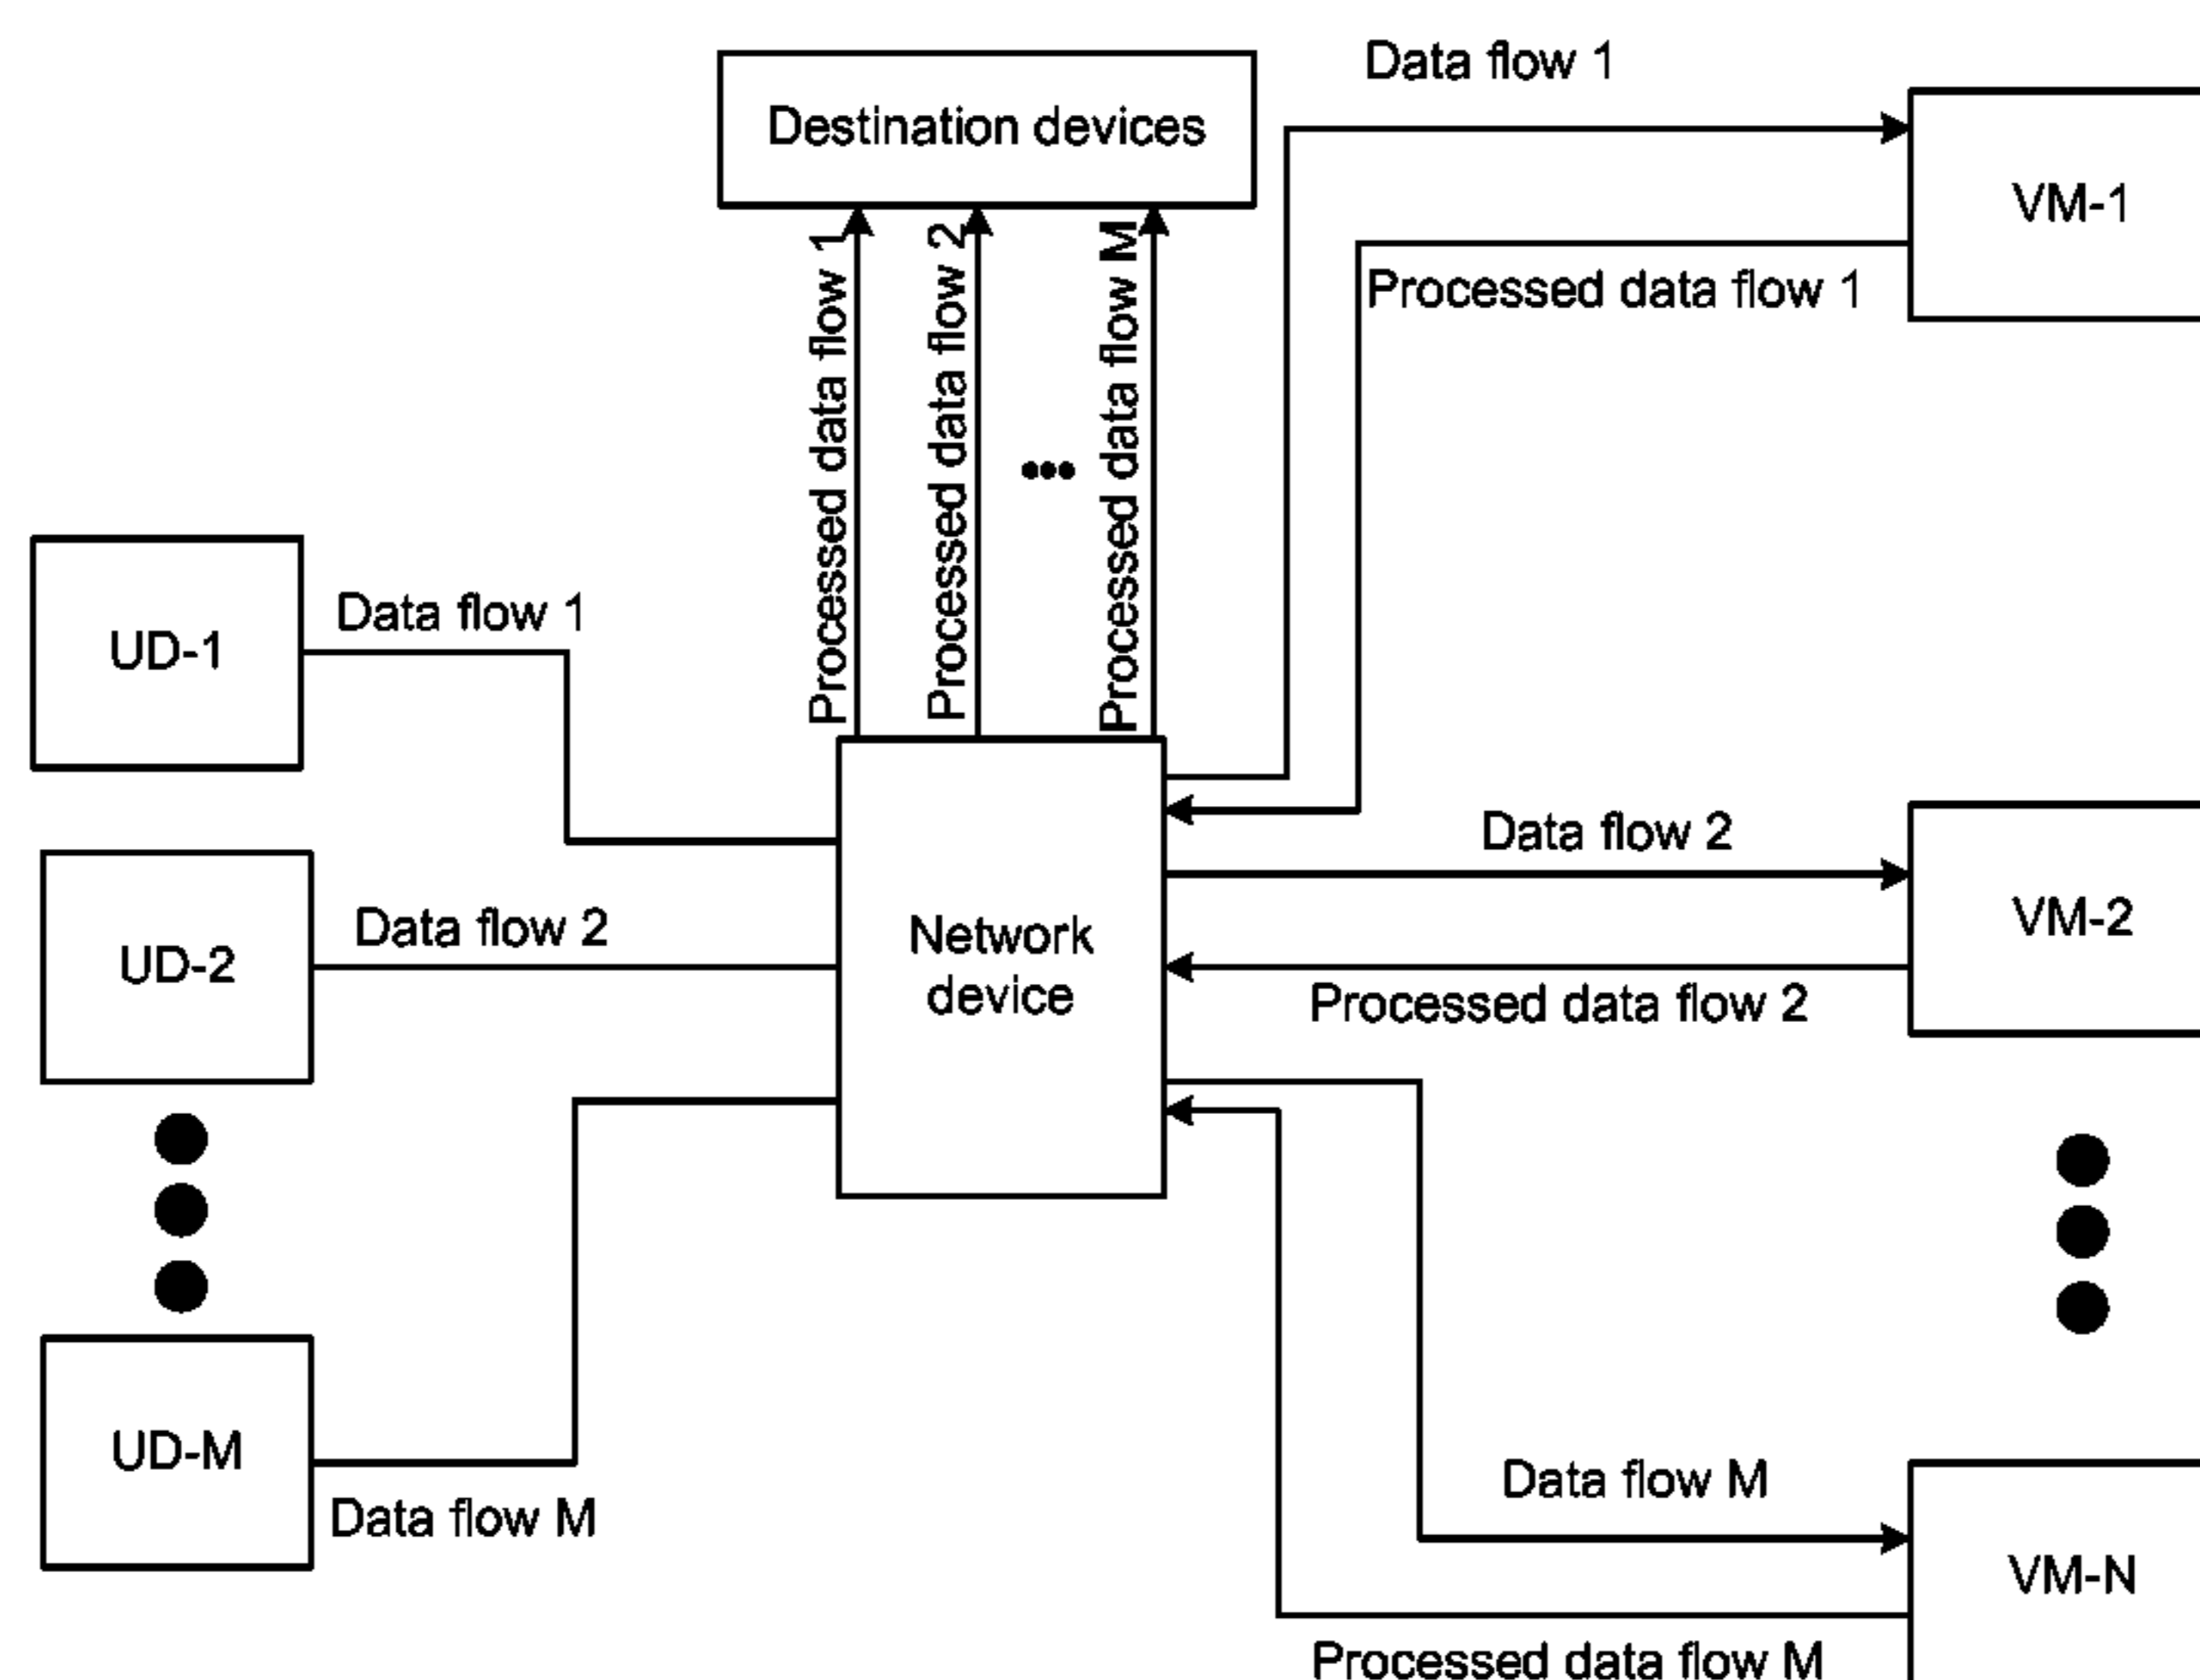 Data flow 1
Destination devices
VM-1
Processed data flow 1
Processed data flow 1
Processed data flow 2
Processed data flow M
Data flow 1
UD-1
Data flow 2
VM-2
Data flow 2
UD-2
Network
device
Processed data flow 2
UD-M
Data flow M
Data flow M
VM-N
Processed data flow M